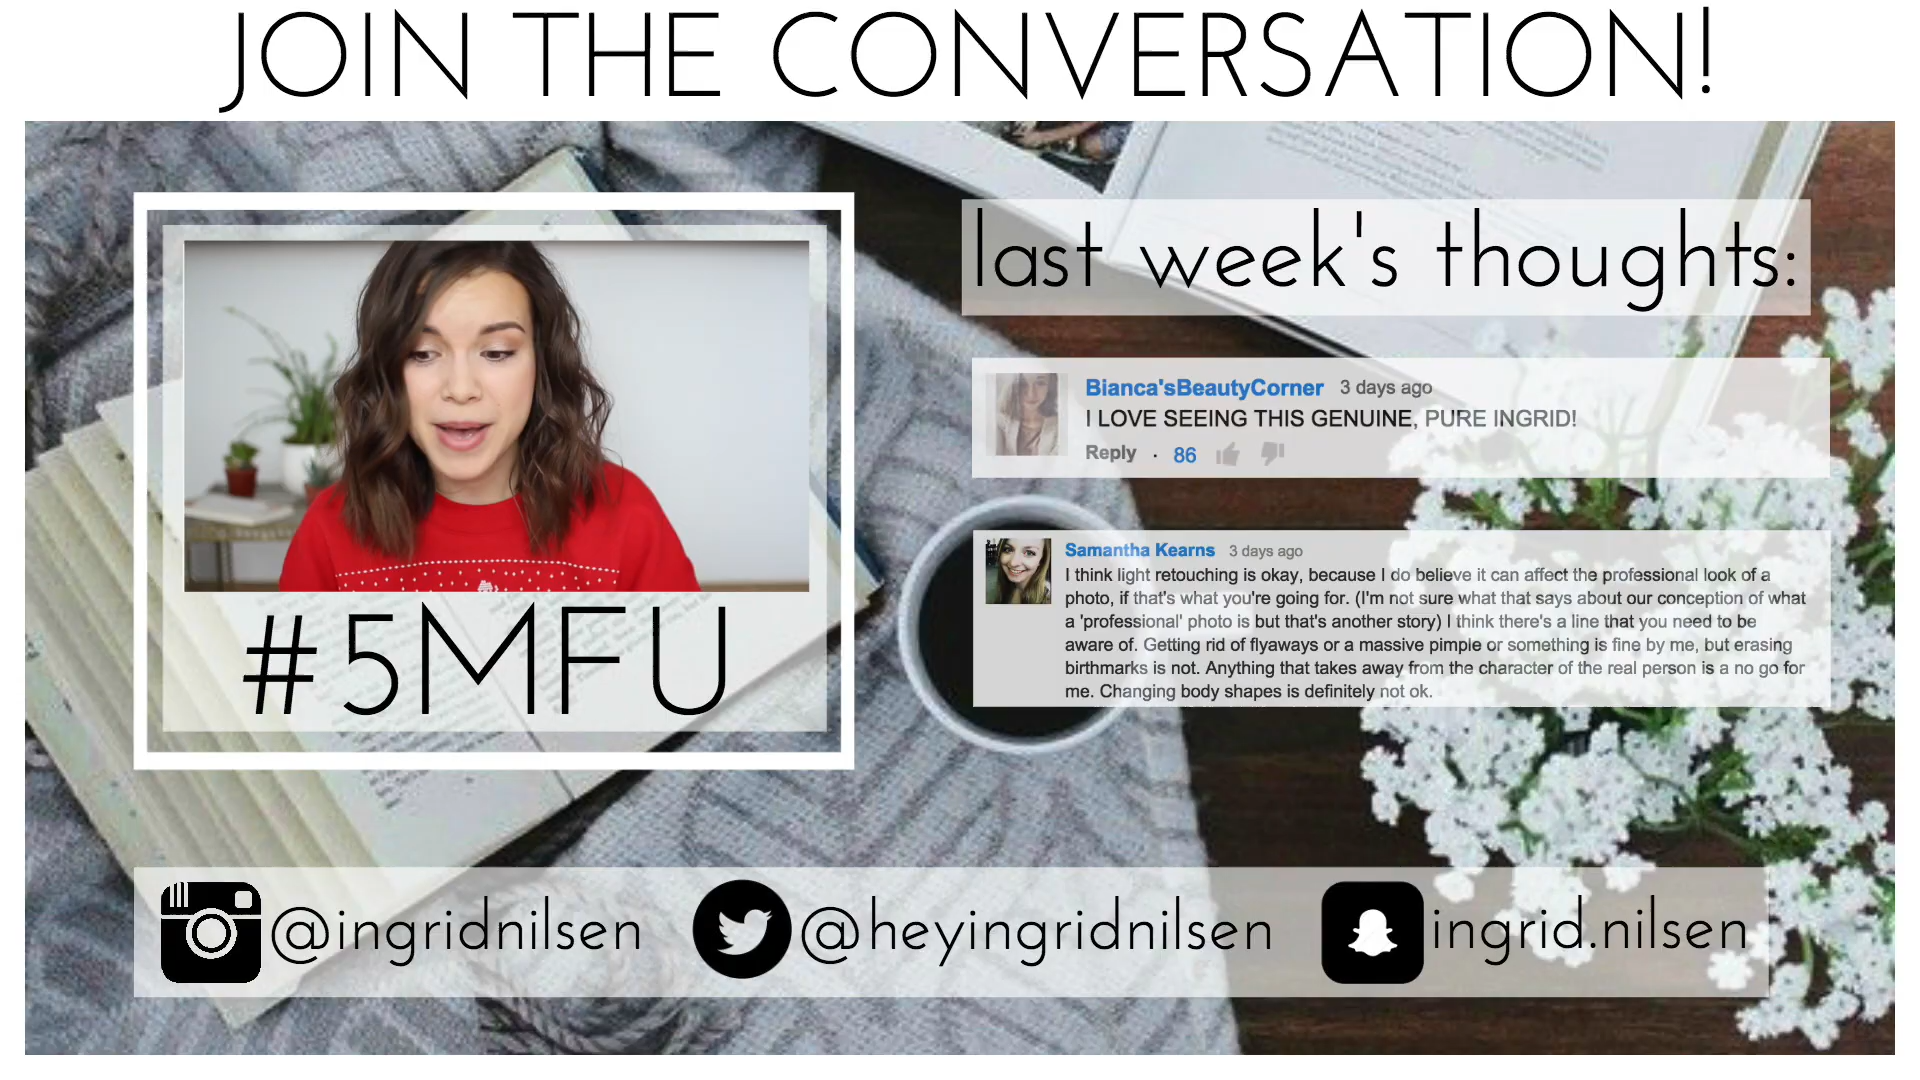 JOIN THE CONVERSATION!
#5MFU
last week's thoughts:
Bianca'sBeautyCorner 3 days ago
I LOVE SEEING THIS GENUINE, PURE INGRID!
Reply · 86
Samantha Kearns 3 days ago
I think light retouching is okay, because I do believe it can affect the professional look of a
photo, if that's what you're going for. (I'm not sure what that says about our conception of what
a 'professional' photo is but that's another story) I think there's a line that you need to be
aware of. Getting rid of flyaways or a massive pimple or something is fine by me, but erasing
birthmarks is not. Anything that takes away from the character of the real person is a no go for
me. Changing body shapes is definitely not ok.
@ingridnilsen
@heyingridnilsen
ingrid.nilsen